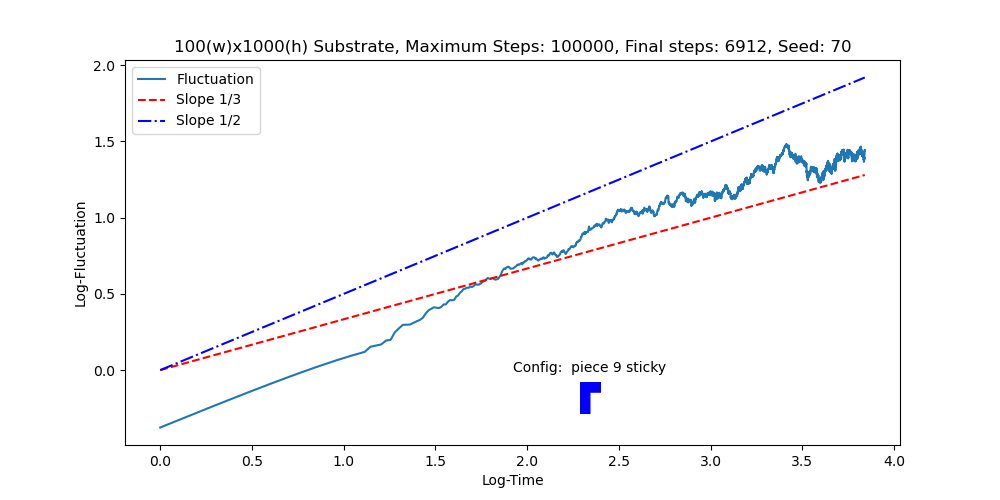 100(w)x1000(h) Substrate, Maximum Steps: 100000, Final steps: 6912, Seed: 70
Fluctuation
Slope 1/3
Slope 1/2
Log-Fluctuation
2.0
1.5
1.0
0.5
0.0
Config:  piece 9 sticky
0.0 0.5 1.0 1.5 2.0 2.5 3.0 3.5 4.0
Log-Time